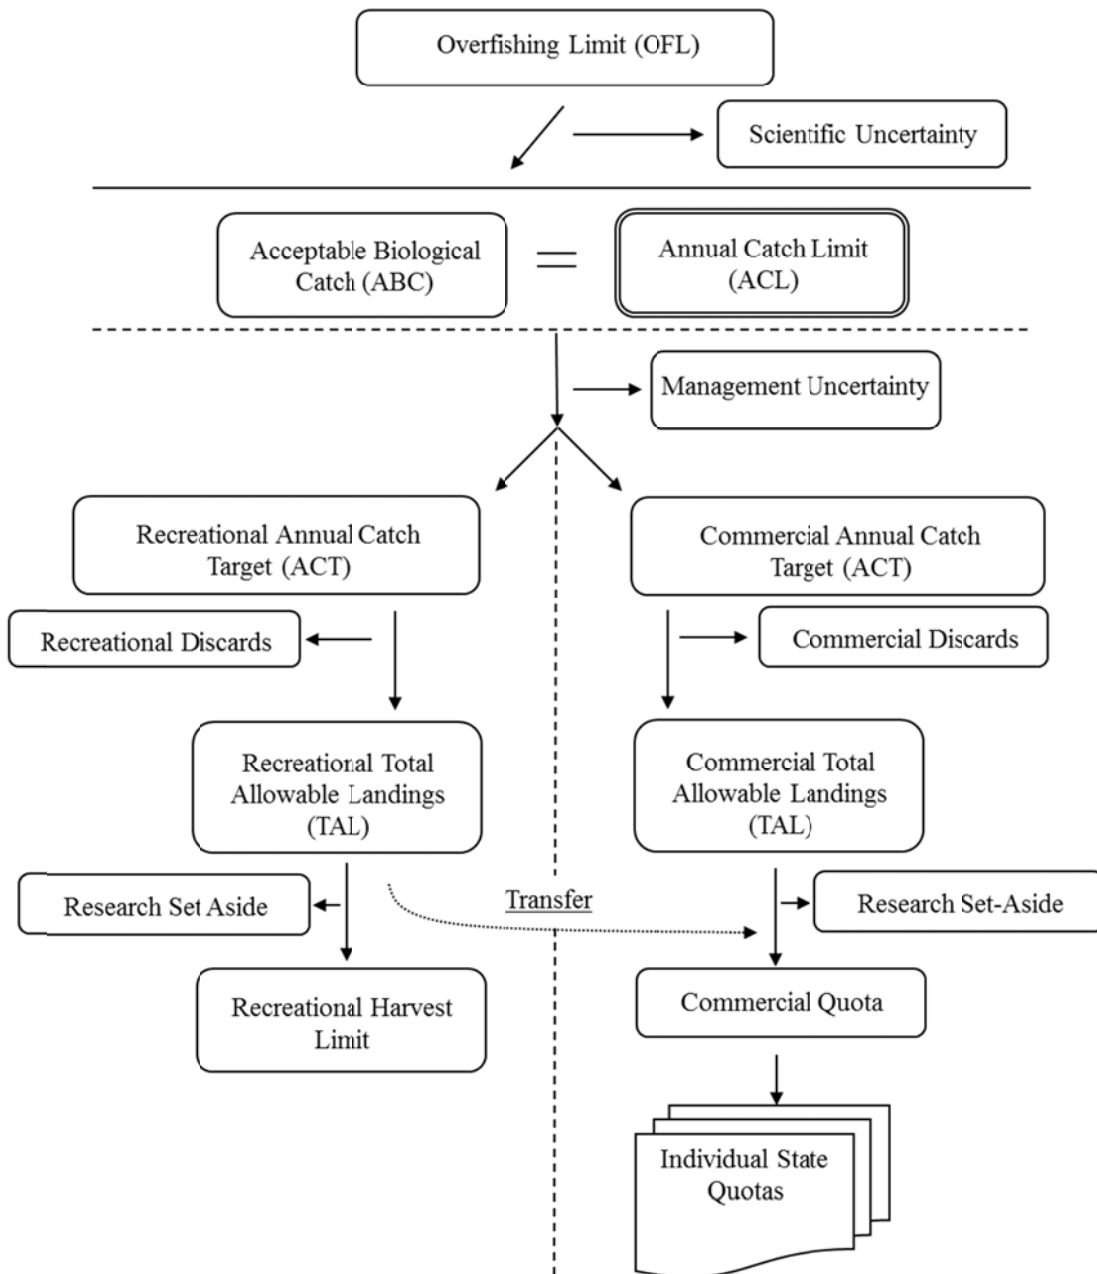 Overfishing Limit (OFL)
Scientific Uncertainty
Acceptable Biological
Catch (ABC)
=
Annual Catch Limit
(ACL)
Management Uncertainty
Recreational Annual Catch
Target (ACT)
Commercial Annual Catch
Target (ACT)
Recreational Discards
Commercial Discards
Recreational Total
Allowable Landings
(TAL)
Commercial Total
Allowable Landings
(TAL)
Research Set Aside
Transfer
Research Set-Aside
Recreational Harvest
Limit
Commercial Quota
Individual State
Quotas